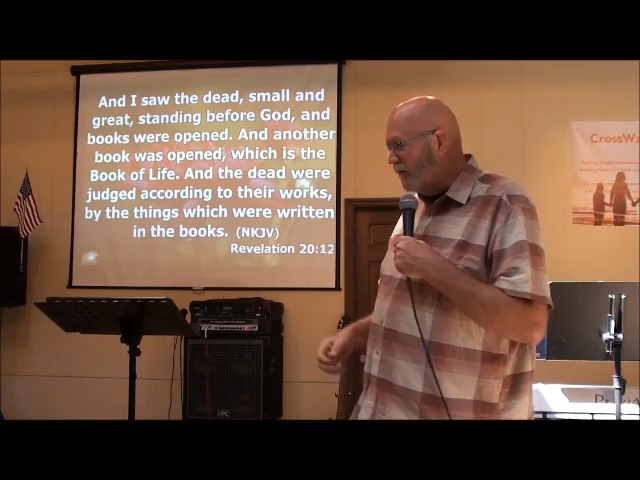 And I saw the dead, small and
great, standing before God, and
books were opened. And another
book was opened, which is the
Book of Life. And the dead were
judged according to their works,
by the things which were written
in the books. (NKJV)
Revelation 20:12
CrossWa